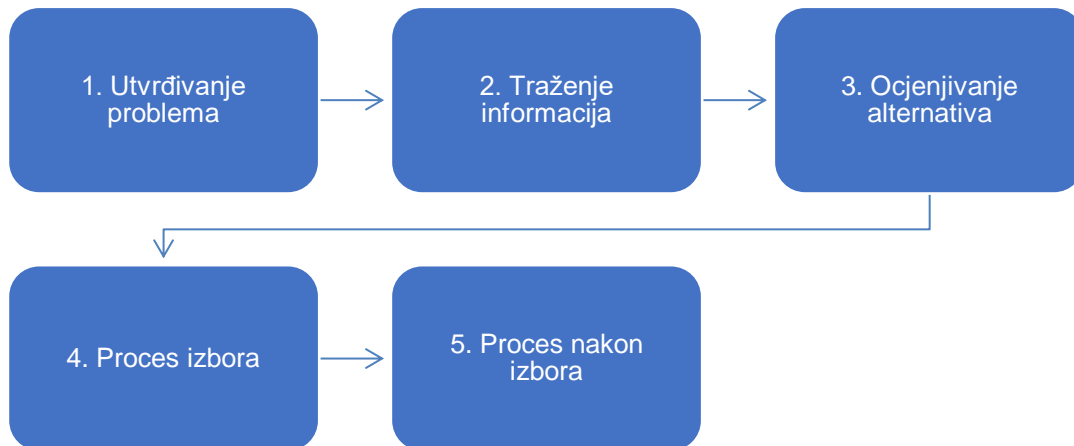 1. Utvrđivanje
problema
2. Traženje
informacija
3. Ocjenjivanje
alternativa
4. Proces izbora
5. Proces nakon
izbora